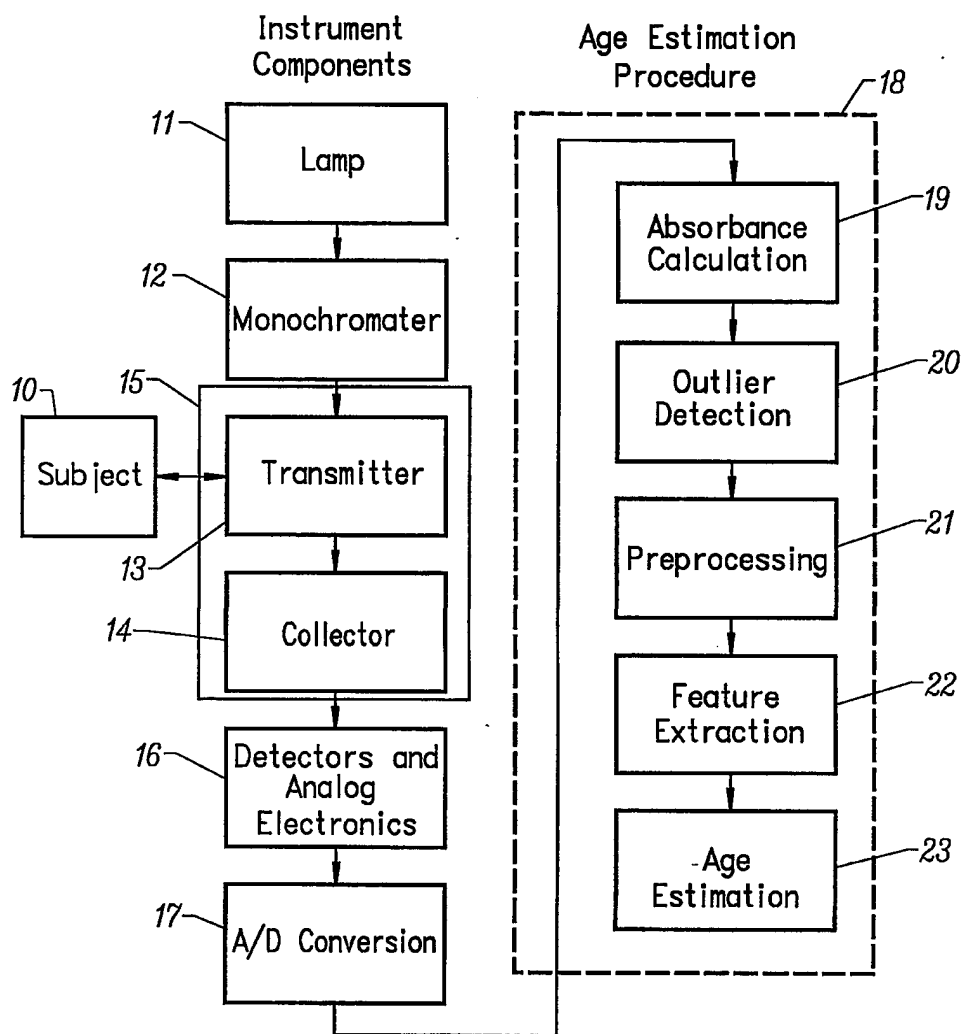 Instrument
Components
Age Estimation
Procedure
18
11
Lamp
12
Monochromater
10
15
Subject
Transmitter
13
14
Collector
16
Detectors and
Analog
Electronics
17
A/D Conversion
19
Absorbance
Calculation
20
Outlier
Detection
21
Preprocessing
22
Feature
Extraction
23
Age
Estimation